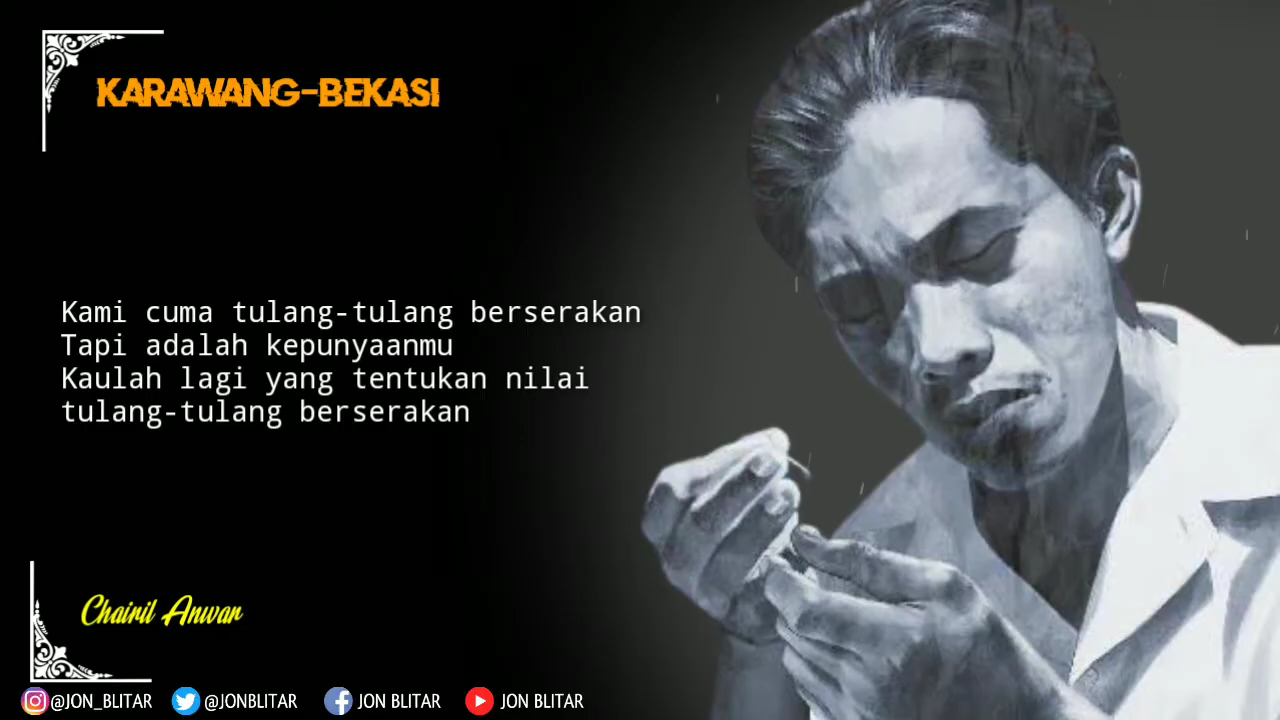 KARAWANG-BEKASI
Kami cuma tulang-tulang berserakan
Tapi adalah kepunyaanmu
Kaulah lagi yang tentukan nilai
tulang-tulang berserakan
Chairil Anwar
@JON_BLITAR @JONBLITAR JON BLITAR JON BLITAR